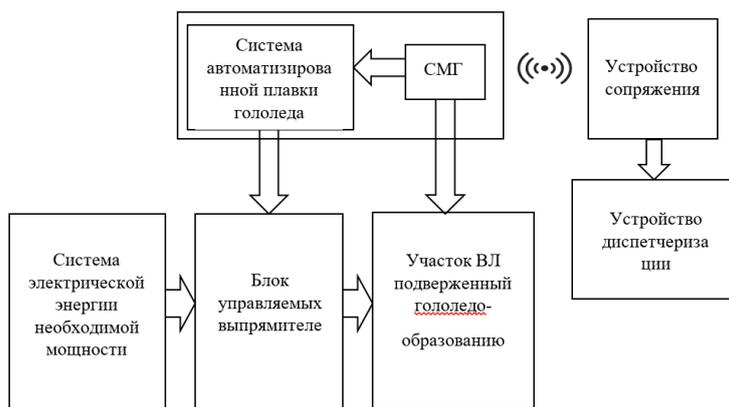 Система
автоматизирова
нной плавки
гололеда
СМГ
Устройство
сопряжения
Устройство
диспетчериза
ции
Система
электрической
энергии
необходимой
мощности
Блок
управляемых
выпрямителе
Участок ВЛ
подверженный
гололедо-
образованию